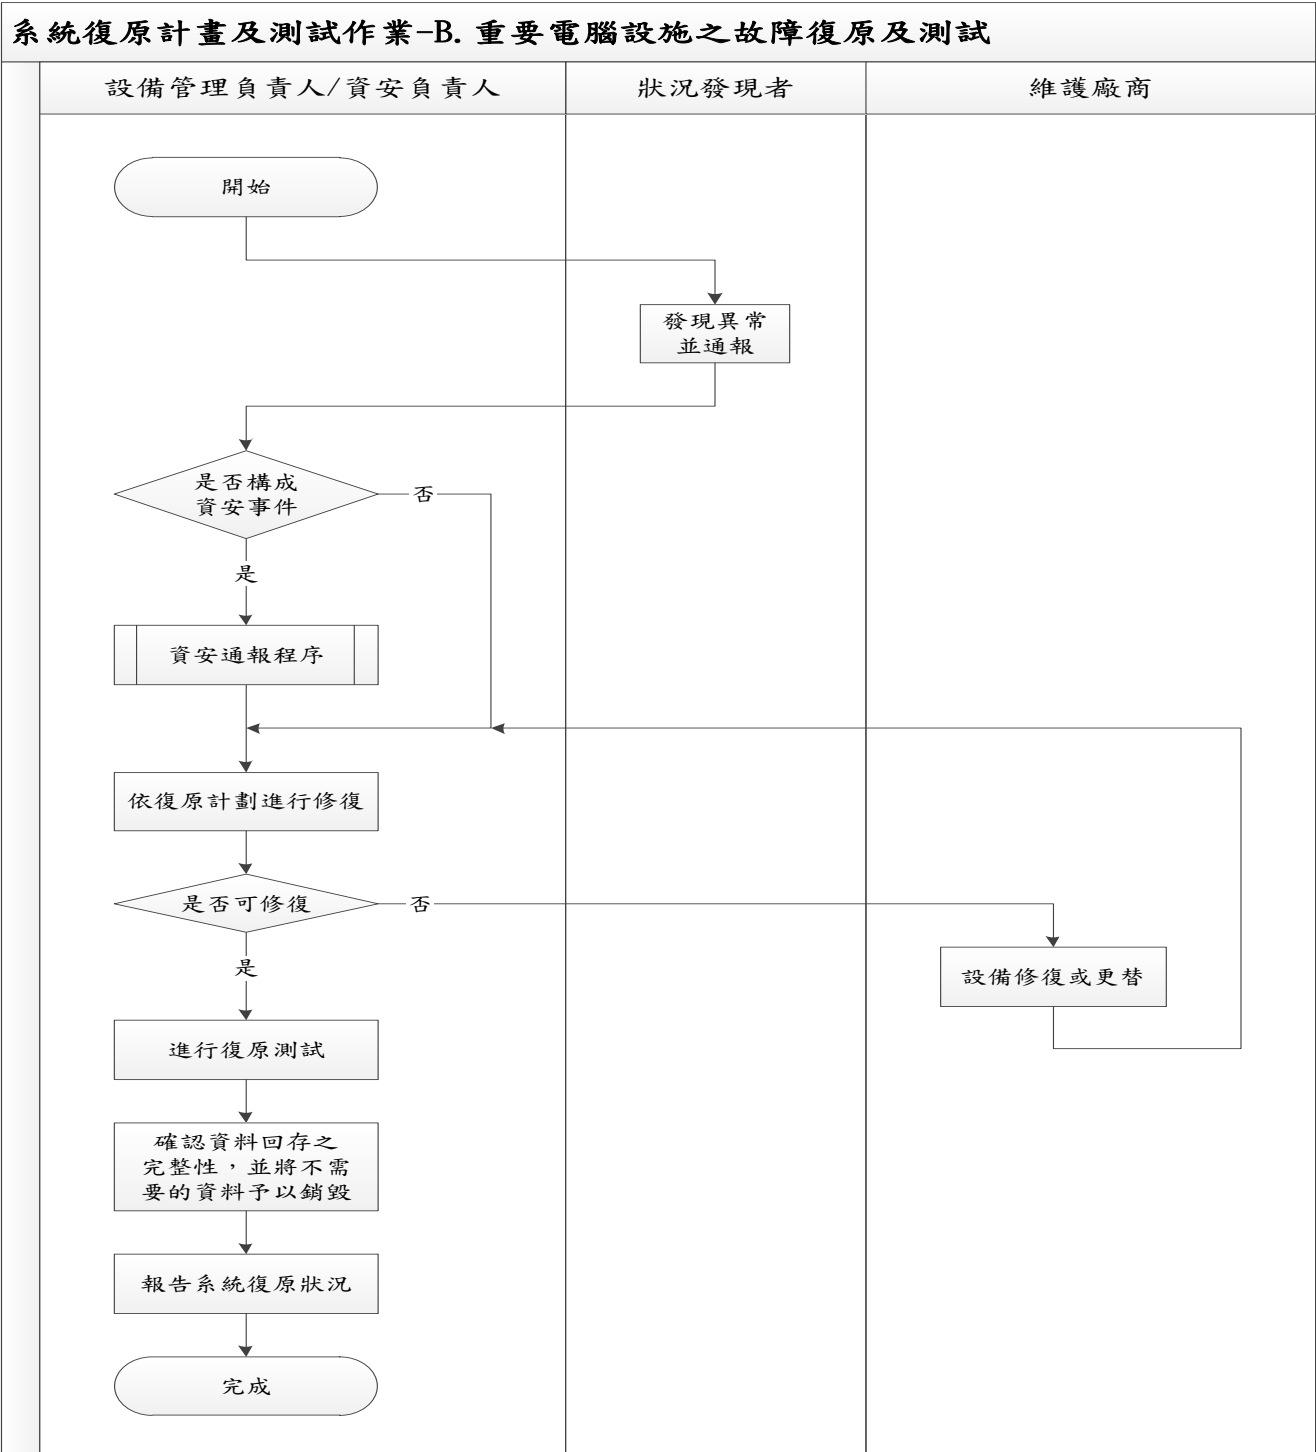 系統復原計畫及測試作業-B. 重要電腦設施之故障復原及測試
設備管理負責人/資安負責人
狀況發現者
維護廠商
開始
發現異常
並通報
是否構成
資安事件
否
是
資安通報程序
依復原計劃進行修復
是否可修復
否
是
設備修復或更替
進行復原測試
確認資料回存之
完整性，並將不需
要的資料予以銷毀
報告系統復原狀況
完成